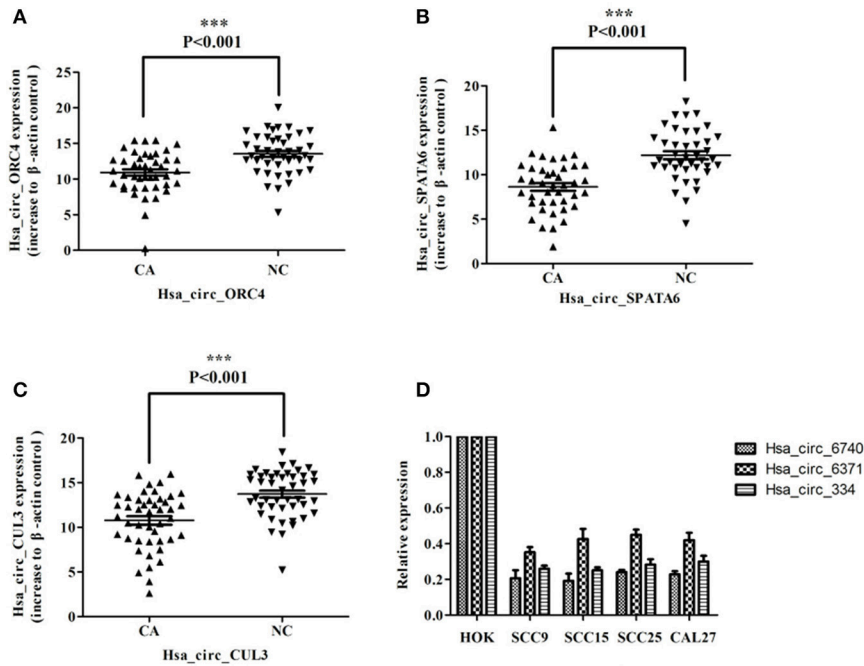 A
***
P<0.001
Hsa_circ_ORC4 expression
(increase to β -actin control )
25
20
15
10
5
0
CA
NC
Hsa_circ_ORC4
B
***
P<0.001
Hsa_circ_SPATA6 expression
(increase to β -actin control )
20
15
10
5
0
CA
NC
Hsa_circ_SPATA6
C
***
P<0.001
Hsa_circ_CUL3 expression
(increase to β -actin control )
20
15
10
5
0
CA
NC
Hsa_circ_CUL3
D
Relative expression
1.0
0.8
0.6
0.4
0.2
0.0
HOK
SCC9
SCC15
SCC25
CAL27
Hsa_circ_6740
Hsa_circ_6371
Hsa_circ_334